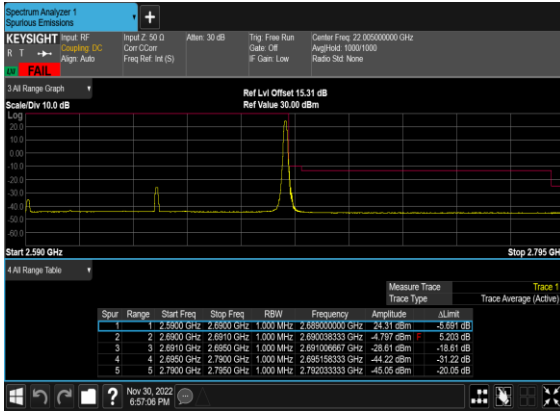 Spectrum Analyzer 1
Spurious Emissions
+
KEYSIGHT Input: RF Input Z: 50 Ω Atten: 30 dB Trig: Free Run Center Freq: 22.005000000 GHz
R T Coupling: DC Corr CCorr Gate: Off Avg|Hold: 1000/1000
Align: Auto Freq Ref: Int (S) IF Gain: Low Radio Std: None
FAIL
3 All Range Graph
Ref Lvl Offset 15.31 dB
Scale/Div 10.0 dB Ref Value 30.00 dBm
Log
20.0
10.0
0.00
-10.0
-20.0
-30.0
-40.0
-50.0
-60.0
Start 2.590 GHz Stop 2.795 GH
4 All Range Table
Measure Trace Trace 1
Trace Type Trace Average (Active)
Spur Range Start Freq Stop Freq RBW Frequency Amplitude ΔLimit
1 1 2.5900 GHz 2.6900 GHz 1.000 MHz 2.689000000 GHz 24.31 dBm -5.691 dB
2 2 2.6900 GHz 2.6910 GHz 1.000 MHz 2.690038333 GHz -4.797 dBm F 5.203 dB
3 3 2.6910 GHz 2.6950 GHz 1.000 MHz 2.691006667 GHz -28.61 dBm -18.61 dB
4 4 2.6950 GHz 2.7900 GHz 1.000 MHz 2.695158333 GHz -44.22 dBm -31.22 dB
5 5 2.7900 GHz 2.7950 GHz 1.000 MHz 2.792033333 GHz -45.05 dBm -20.05 dB
? Nov 30, 2022
6:57:06 PM